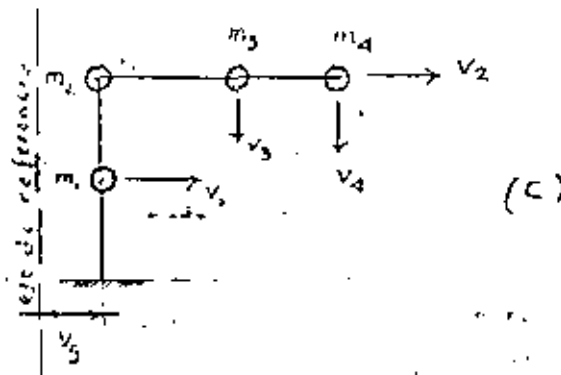 m₃ m₄
v₂
m₂
v₃
v₄
m₁
v₁
(c)
eje de referencia
v₅